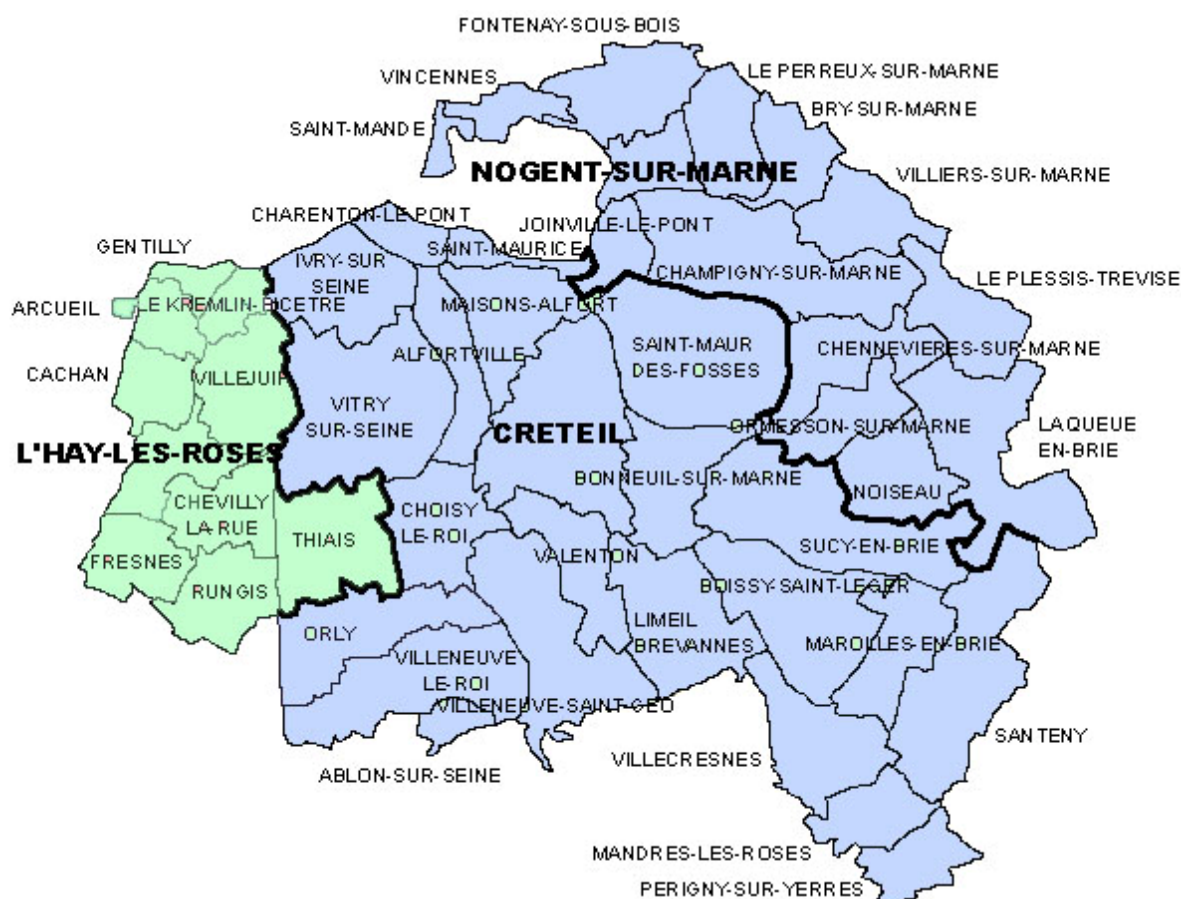 FONTENAY-SOUS-BOIS
VINCENNES
LE PERREUX-SUR-MARNE
BRY-SUR-MARNE
SAINT-MANDE
NOGENT-SUR-MARNE
VILLIERS-SUR-MARNE
CHARENTON-LE-PONT
JOINVILLE-LE-PONT
GENTILLY
SAINT-MAURICE
IVRY-SUR
SEINE
CHAMPIGNY-SUR-MARNE
LE PLESSIS-TREVISE
ARCUEIL
LE KREMLIN-BICETRE
MAISONS-ALFORT
ALFORTVILLE
SAINT-MAUR
DES-FOSSES
CHENNEVIERES-SUR-MARNE
CACHAN
VILLEJUIF
VITRY
SUR-SEINE
L'HAY-LES-ROSES
CRETEIL
ORMESSON-SUR-MARNE
LAQUEUE
EN-BRIE
BONNEUIL-SUR-MARNE
NOISEAU
CHEVILLY
LA-RUE
THIAIS
CHOISY
LE-ROI
SUCY-EN-BRIE
FRESNES
RUNGIS
VALENTON
BOISSY-SAINT-LEGER
ORLY
LIMEIL
BREVANNES
MAROLLES-EN-BRIE
VILLENEUVE
LE-ROI
VILLENEUVE-SAINT-GEO
SANTENY
ABLON-SUR-SEINE
VILLECRESNES
MANDRES-LES-ROSES
PERIGNY-SUR-YERRES